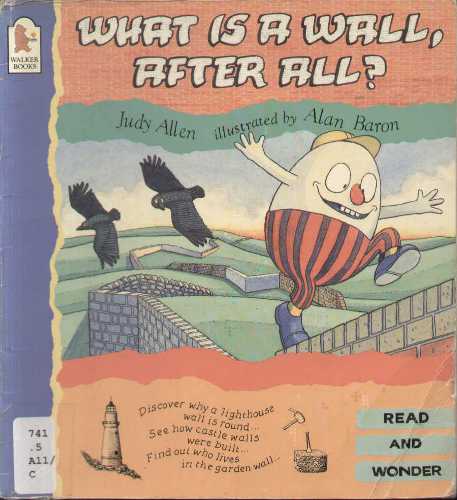 WALKER
BOOKS
WHAT IS A WALL,
AFTER ALL?
Judy Allen illustrated by Alan Baron
Discover why a lighthouse
wall is round...
See how castle walls
were built...
Find out who lives
in the garden wall...
READ
AND
WONDER
741
.5
All/
C